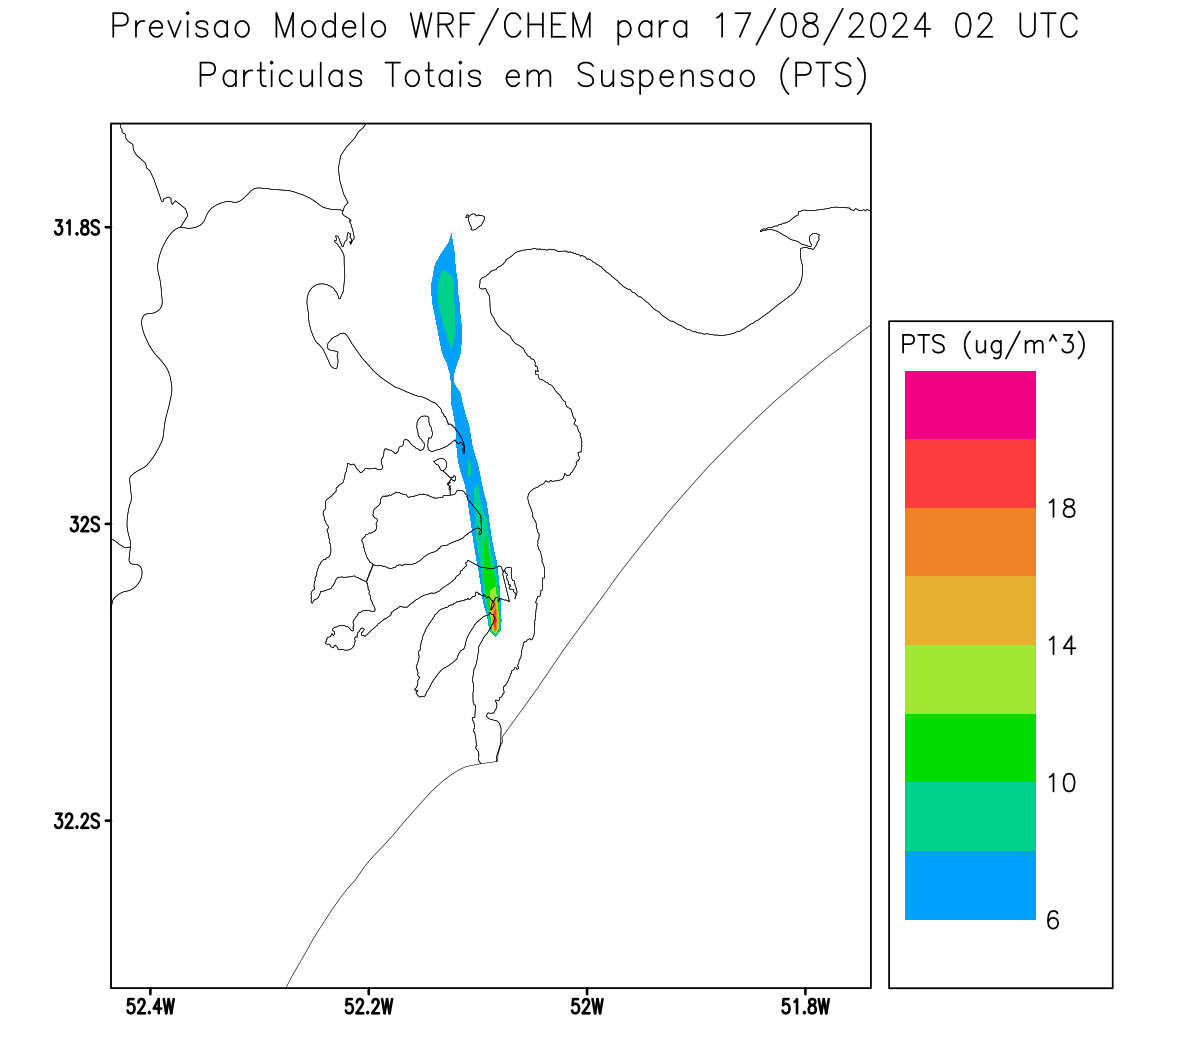 Previsao Modelo WRF/CHEM para 17/08/2024 02 UTC
Particulas Totais em Suspensao (PTS)
31.8S
32S
32.2S
52.4W
52.2W
52W
51.8W
PTS (ug/m^3)
18
14
10
6